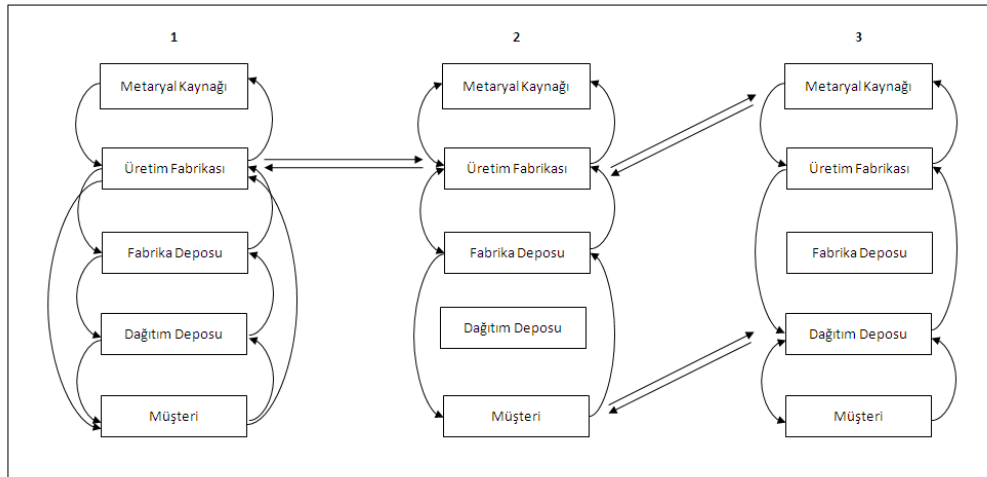 1
2
3
Metaryal Kaynağı
Metaryal Kaynağı
Metaryal Kaynağı
Üretim Fabrikası
Üretim Fabrikası
Üretim Fabrikası
Fabrika Deposu
Fabrika Deposu
Fabrika Deposu
Dağıtım Deposu
Dağıtım Deposu
Dağıtım Deposu
Müşteri
Müşteri
Müşteri